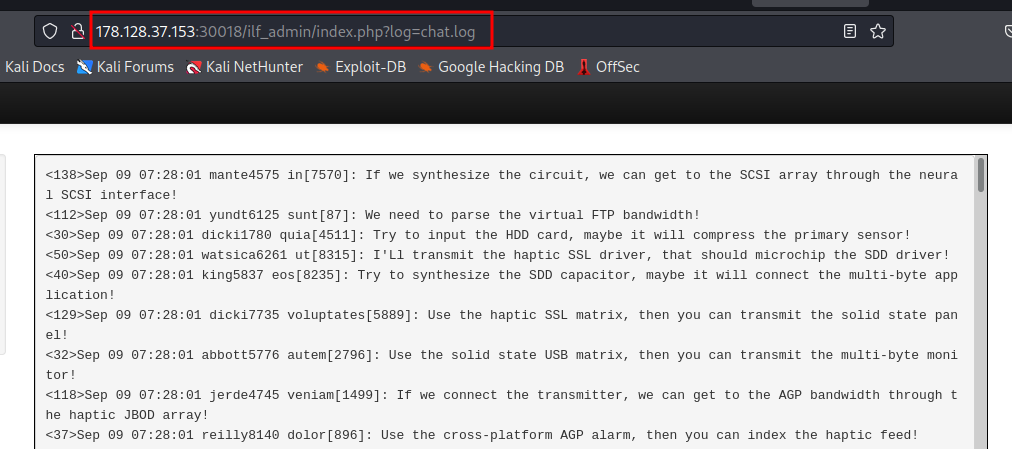 178.128.37.153:30018/ilf_admin/index.php?log=chat.log
Kali Docs Kali Forums Kali NetHunter Exploit-DB Google Hacking DB OffSec
<138>Sep 09 07:28:01 mante4575 in[7570]: If we synthesize the circuit, we can get to the SCSI array through the neura
l SCSI interface!
<112>Sep 09 07:28:01 yundt6125 sunt[87]: We need to parse the virtual FTP bandwidth!
<30>Sep 09 07:28:01 dicki1780 quia[4511]: Try to input the HDD card, maybe it will compress the primary sensor!
<50>Sep 09 07:28:01 watsica6261 ut[8315]: I'Ll transmit the haptic SSL driver, that should microchip the SDD driver!
<40>Sep 09 07:28:01 king5837 eos[8235]: Try to synthesize the SDD capacitor, maybe it will connect the multi-byte app
lication!
<129>Sep 09 07:28:01 dicki7735 voluptates[5889]: Use the haptic SSL matrix, then you can transmit the solid state pan
el!
<32>Sep 09 07:28:01 abbott5776 autem[2796]: Use the solid state USB matrix, then you can transmit the multi-byte moni
tor!
<118>Sep 09 07:28:01 jerde4745 veniam[1499]: If we connect the transmitter, we can get to the AGP bandwidth through t
he haptic JBOD array!
<37>Sep 09 07:28:01 reilly8140 dolor[896]: Use the cross-platform AGP alarm, then you can index the haptic feed!